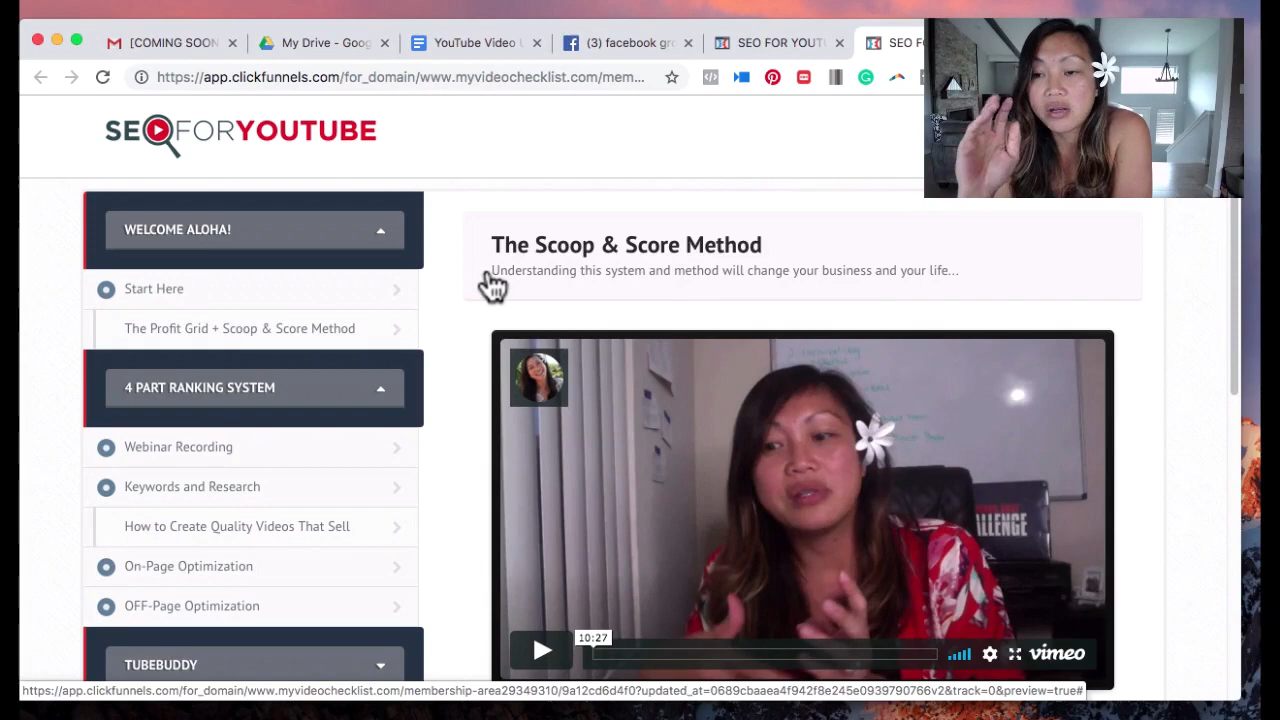 [COMING SOON
My Drive - Goog
YouTube Video U
(3) facebook gro
SEO FOR YOUT
SEO FO
https://app.clickfunnels.com/for_domain/www.myvideochecklist.com/mem...
SEOFORYOUTUBE
WELCOME ALOHA!
Start Here
The Profit Grid + Scoop & Score Method
4 PART RANKING SYSTEM
Webinar Recording
Keywords and Research
How to Create Quality Videos That Sell
On-Page Optimization
OFF-Page Optimization
TUBEBUDDY
The Scoop & Score Method
Understanding this system and method will change your business and your life...
CHALLENGE
10:27
vimeo
https://app.clickfunnels.com/for_domain/www.myvideochecklist.com/membership-area29349310/9a12cd6d4f0?updated_at=0689cbaaea4f942f8e245e0939790766v2&track=0&preview=true#